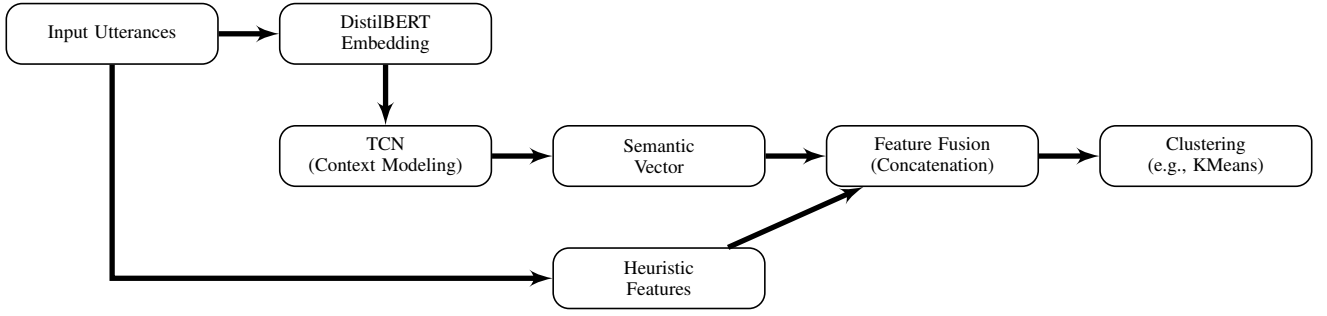 Input Utterances
DistilBERT
Embedding
TCN
(Context Modeling)
Semantic
Vector
Feature Fusion
(Concatenation)
Clustering
(e.g., KMeans)
Heuristic
Features